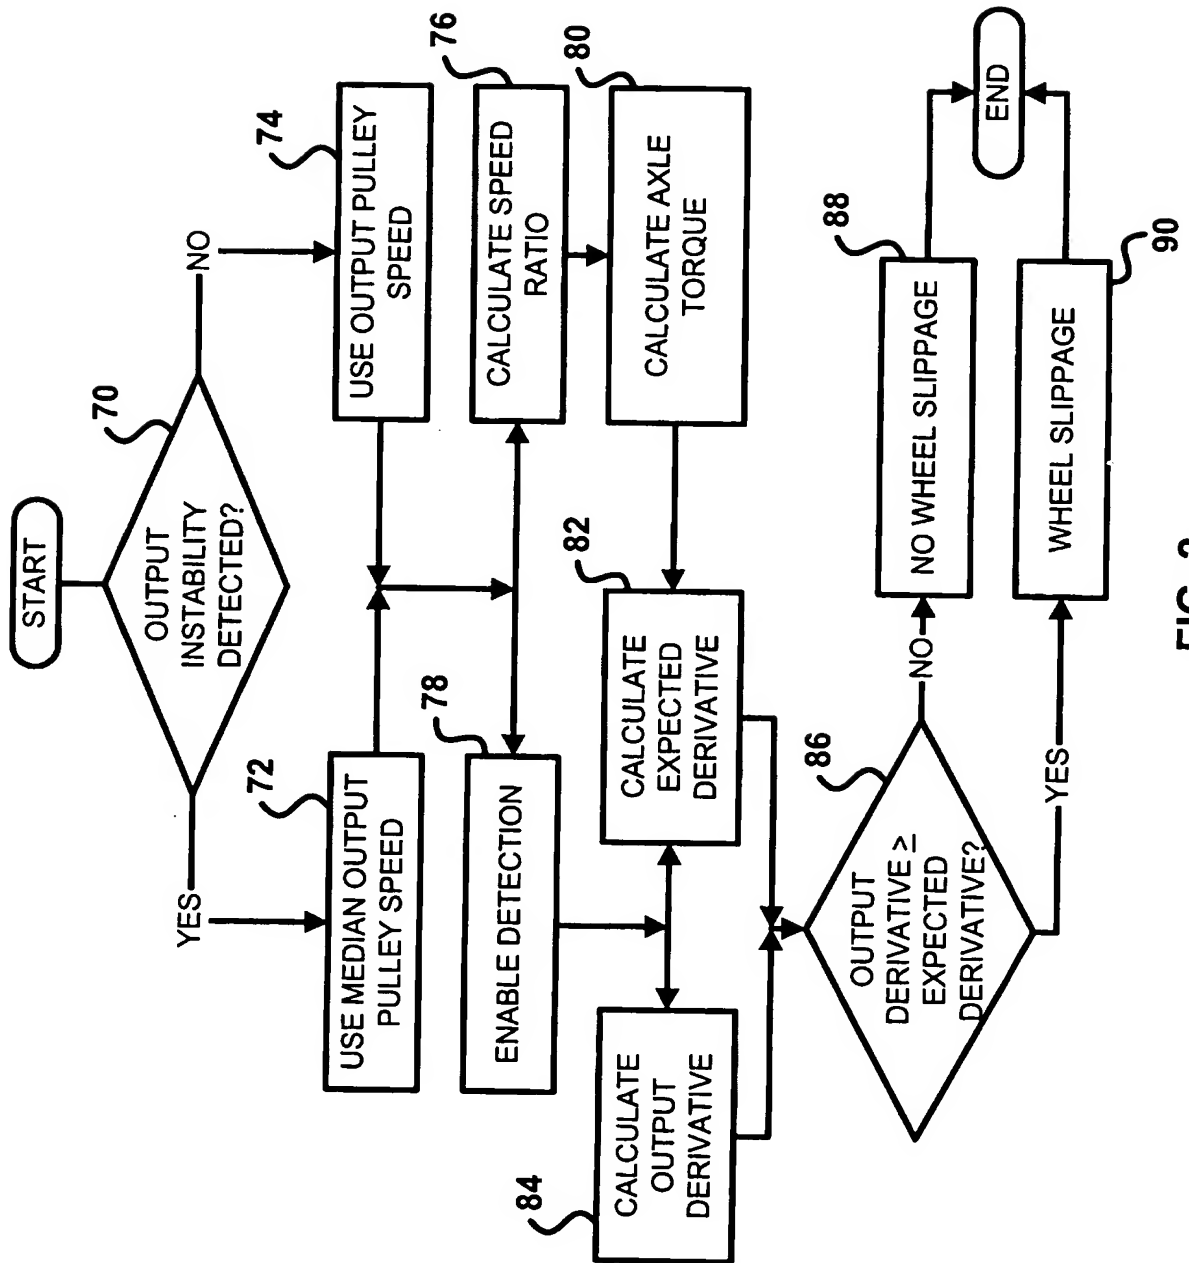 START
70
OUTPUT
INSTABILITY
DETECTED?
YES
NO
72
USE MEDIAN OUTPUT
PULLEY SPEED
74
USE OUTPUT PULLEY
SPEED
78
ENABLE DETECTION
76
CALCULATE SPEED
RATIO
84
CALCULATE
OUTPUT
DERIVATIVE
82
CALCULATE
EXPECTED
DERIVATIVE
80
CALCULATE AXLE
TORQUE
86
OUTPUT
DERIVATIVE ≥
EXPECTED
DERIVATIVE?
NO
YES
88
NO WHEEL SLIPPAGE
WHEEL SLIPPAGE
90
END